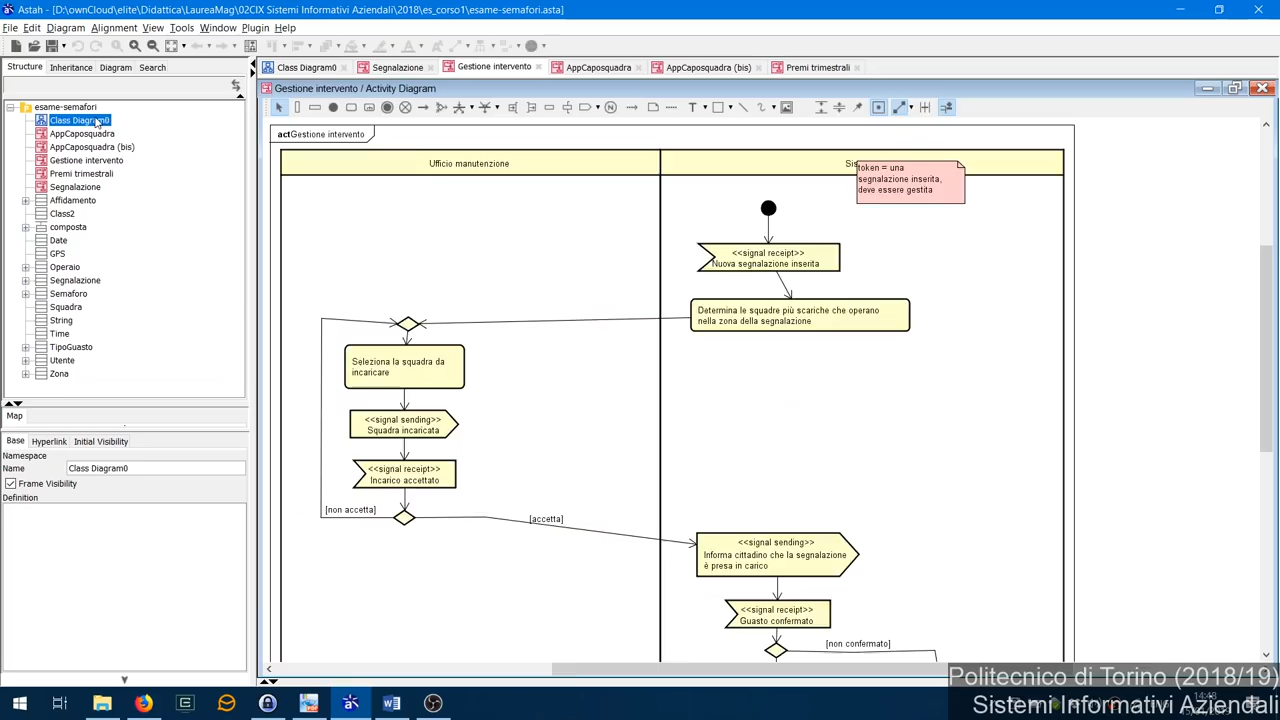 Astah - [D:\ownCloud\elite\Didattica\LaureaMag\02CIX Sistemi Informativi Aziendali\2018\es_corso1\esame-semafori.asta]
File Edit Diagram Alignment View Tools Window Plugin Help
Structure Inheritance Diagram Search
esame-semafori
Class Diagram0
AppCaposquadra
AppCaposquadra (bis)
Gestione intervento
Premi trimestrali
Segnalazione
Affidamento
Class2
composta
Date
GPS
Operaio
Segnalazione
Semaforo
Squadra
String
Time
TipoGuasto
Utente
Zona
Map
Base Hyperlink Initial Visibility
Namespace
Name Class Diagram0
Frame Visibility
Definition
Class Diagram0 Segnalazione Gestione intervento AppCaposquadra AppCaposquadra (bis) Premi trimestrali
Gestione intervento / Activity Diagram
act Gestione intervento
Ufficio manutenzione
token = una
segnalazione inserita,
deve essere gestita
<<signal receipt>>
Nuova segnalazione inserita
Determina le squadre più scariche che operano
nella zona della segnalazione
Seleziona la squadra da
incaricare
<<signal sending>>
Squadra incaricata
<<signal receipt>>
Incarico accettato
[non accetta]
[accetta]
<<signal sending>>
Informa cittadino che la segnalazione
è presa in carico
<<signal receipt>>
Guasto confermato
[non confermato]
Politecnico di Torino (2018/19)
Sistemi Informativi Aziendali